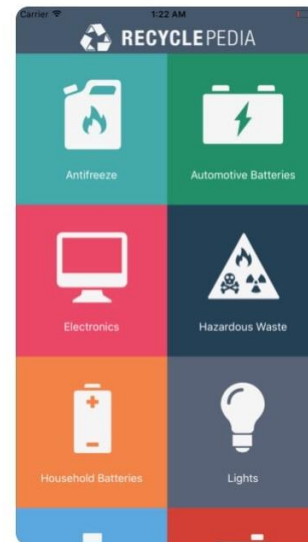 Carrier 1:22 AM
RECYCLEPEDIA
Antifreeze
Automotive Batteries
Electronics
Hazardous Waste
Household Batteries
Lights